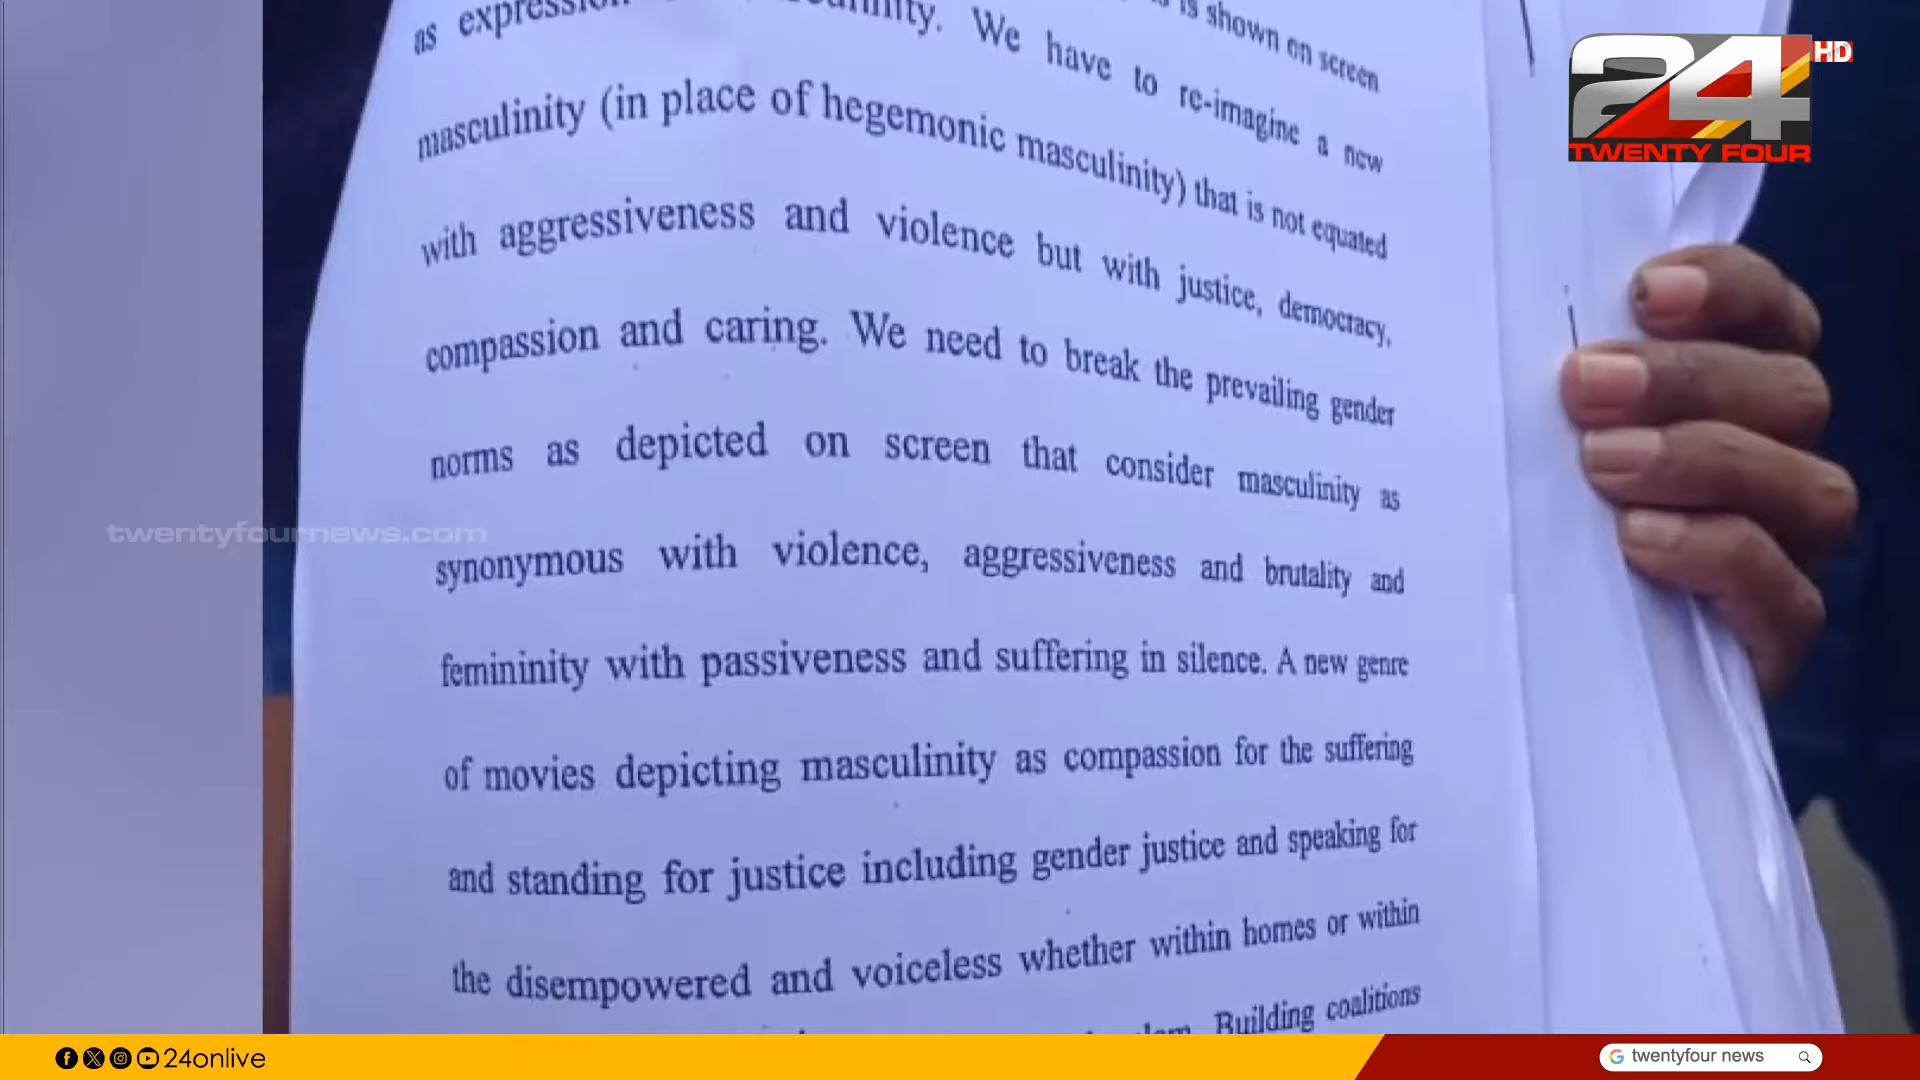 is shown on screen
as expression We have to re-imagine a new
masculinity (in place of hegemonic masculinity) that is not equated
with aggressiveness and violence but with justice, democracy,
compassion and caring. We need to break the prevailing gender
norms as depicted on screen that consider masculinity as
synonymous with violence, aggressiveness and brutality and
femininity with passiveness and suffering in silence. A new genre
of movies depicting masculinity as compassion for the suffering
and standing for justice including gender justice and speaking for
the disempowered and voiceless whether within homes or within
Building coalitions
24 HD
TWENTY FOUR
twentyfournews.com
24onlive
twentyfour news